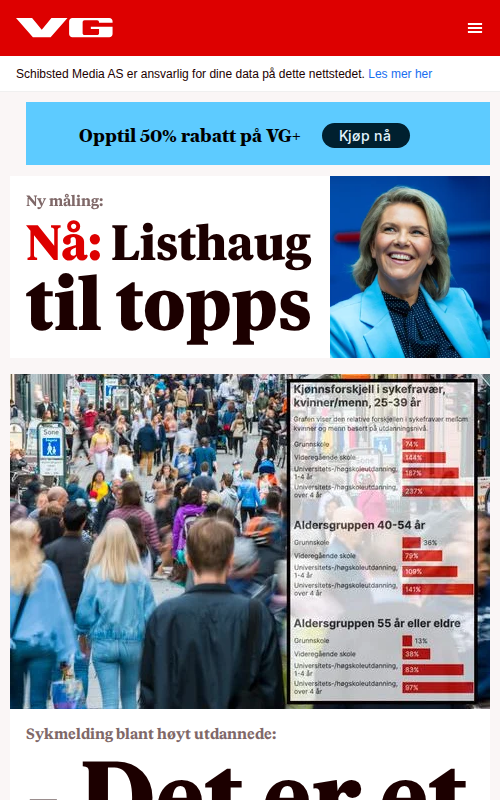 VG
Schibsted Media AS er ansvarlig for dine data på dette nettstedet. Les mer her
Opptil 50% rabatt på VG+ Kjøp nå
Ny måling:
Nå: Listhaug
til topps
Sone
Sone
Kjønnsforskjell i sykefravær,
kvinner/menn, 25-39 år
Grafen viser den relative forskjellen i sykefravær mellom
kvinner og menn basert på utdanningsnivå.
Grunnskole 74%
Videregående skole 144%
Universitets-/høgskoleutdanning,
1-4 år 187%
Universitets-/høgskoleutdanning,
over 4 år 237%
Aldersgruppen 40-54 år
Grunnskole 36%
Videregående skole 79%
Universitets-/høgskoleutdanning,
1-4 år 109%
Universitets-/høgskoleutdanning,
over 4 år 141%
Aldersgruppen 55 år eller eldre
Grunnskole 13%
Videregående skole 38%
Universitets-/høgskoleutdanning,
1-4 år 83%
Universitets-/høgskoleutdanning,
over 4 år 97%
Sykmelding blant høyt utdannede:
– Det er et